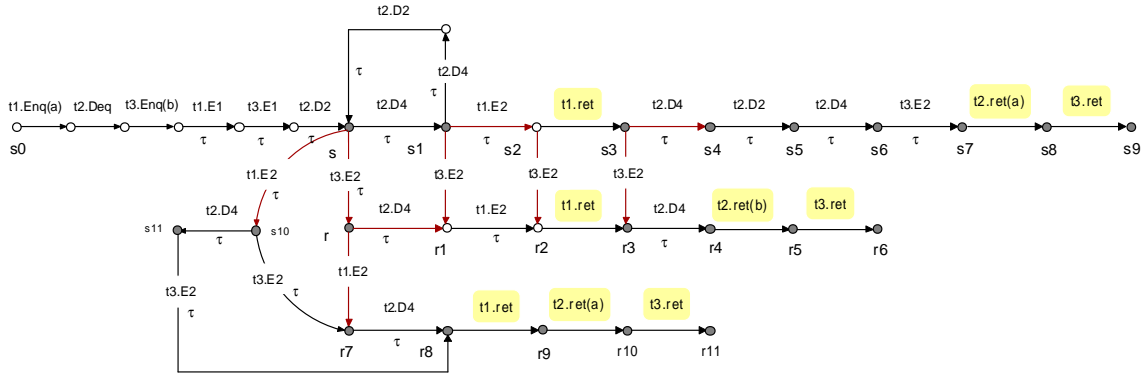 t2.D2
τ
t2.D4
τ
t1.Enq(a) t2.Deq t3.Enq(b) t1.E1 t3.E1 t2.D2 t2.D4 t1.E2 t1.ret t2.D4 t2.D2 t2.D4 t3.E2 t2.ret(a) t3.ret
τ τ τ τ τ τ τ τ τ
s0 s s1 s2 s3 s4 s5 s6 s7 s8 s9
t1.E2 τ t3.E2 τ t3.E2 t3.E2 t3.E2
t2.D4 t2.D4 t1.E2 t1.ret t2.D4 t2.ret(b) t3.ret
s11 τ s10 r τ r1 τ r2 r3 τ r4 r5 r6
t3.E2 τ t3.E2 τ t1.E2
t2.D4 t1.ret t2.ret(a) t3.ret
r7 τ r8 r9 r10 r11